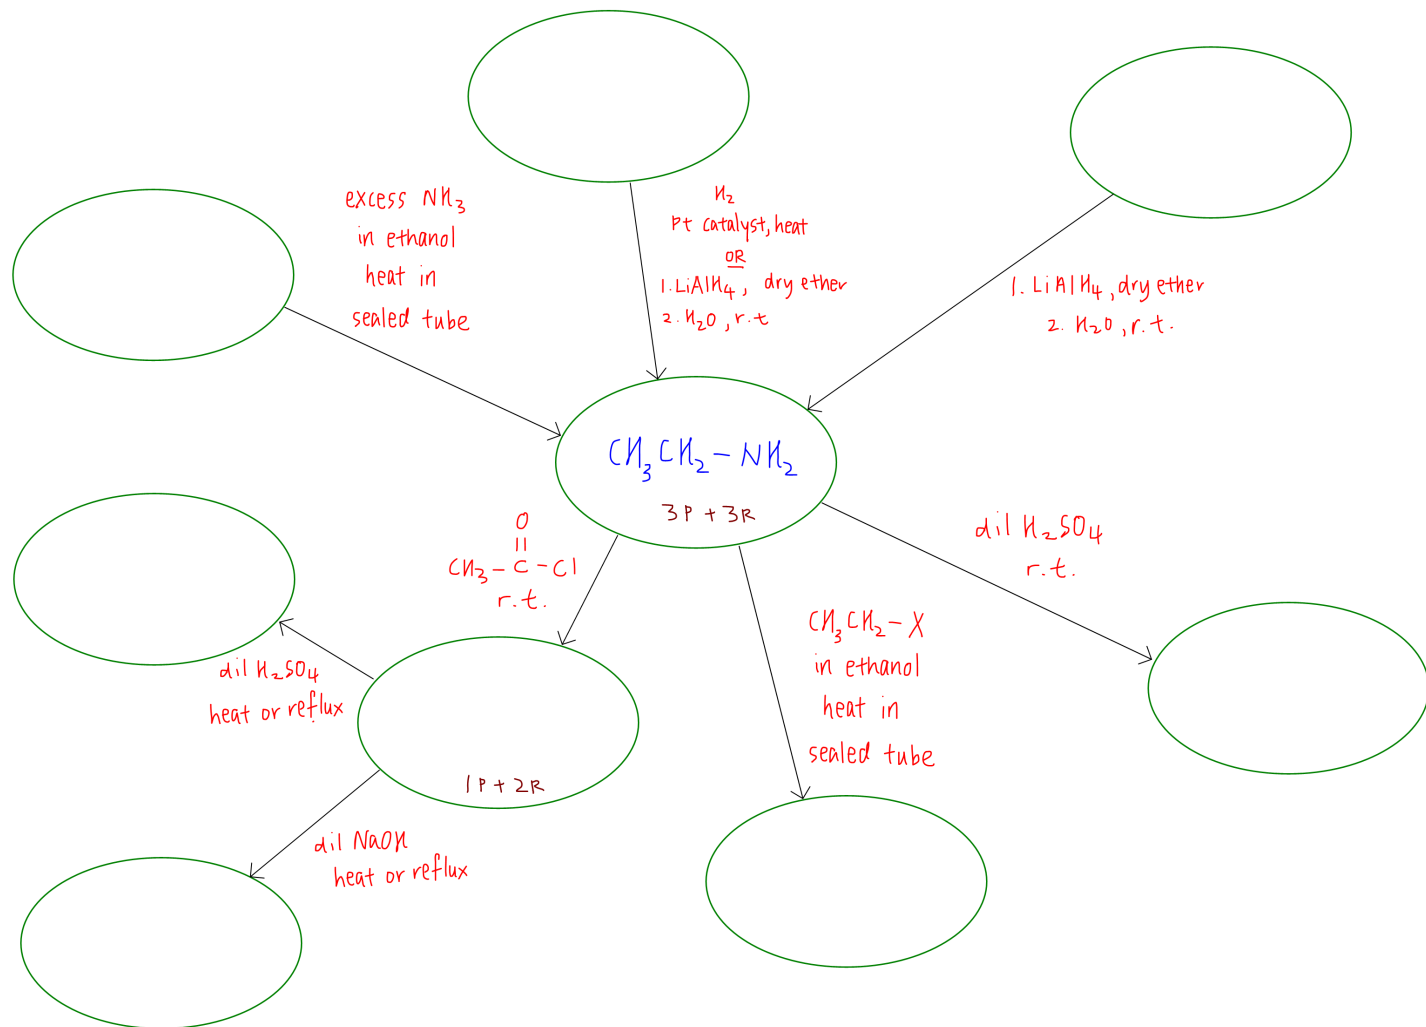 excess NH₃
in ethanol
heat in
sealed tube
H₂
Pt catalyst, heat
OR
1. LiAlH₄, dry ether
2. H₂O, r.t
1. LiAlH₄, dry ether
2. H₂O, r.t.
CH₃CH₂-NH₂
3P + 3R
O
||
CH₃-C-Cl
r.t.
dil H₂SO₄
r.t.
CH₃CH₂-X
in ethanol
heat in
sealed tube
dil H₂SO₄
heat or reflux
1P + 2R
dil NaOH
heat or reflux